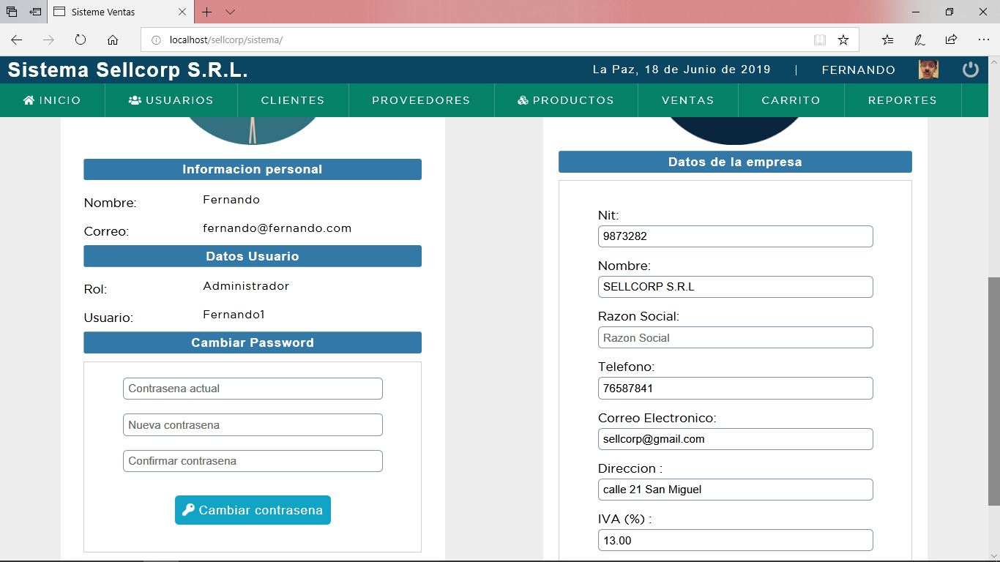 Sisteme Ventas
localhost/sellcorp/sistema/
Sistema Sellcorp S.R.L.
La Paz, 18 de Junio de 2019 | FERNANDO
INICIO USUARIOS CLIENTES PROVEEDORES PRODUCTOS VENTAS CARRITO REPORTES
Informacion personal
Nombre: Fernando
Correo: fernando@fernando.com
Datos Usuario
Rol: Administrador
Usuario: Fernando1
Cambiar Password
Contrasena actual
Nueva contrasena
Confirmar contrasena
Cambiar contrasena
Datos de la empresa
Nit:
9873282
Nombre:
SELLCORP S.R.L
Razon Social:
Razon Social
Telefono:
76587841
Correo Electronico:
sellcorp@gmail.com
Direccion :
calle 21 San Miguel
IVA (%) :
13.00